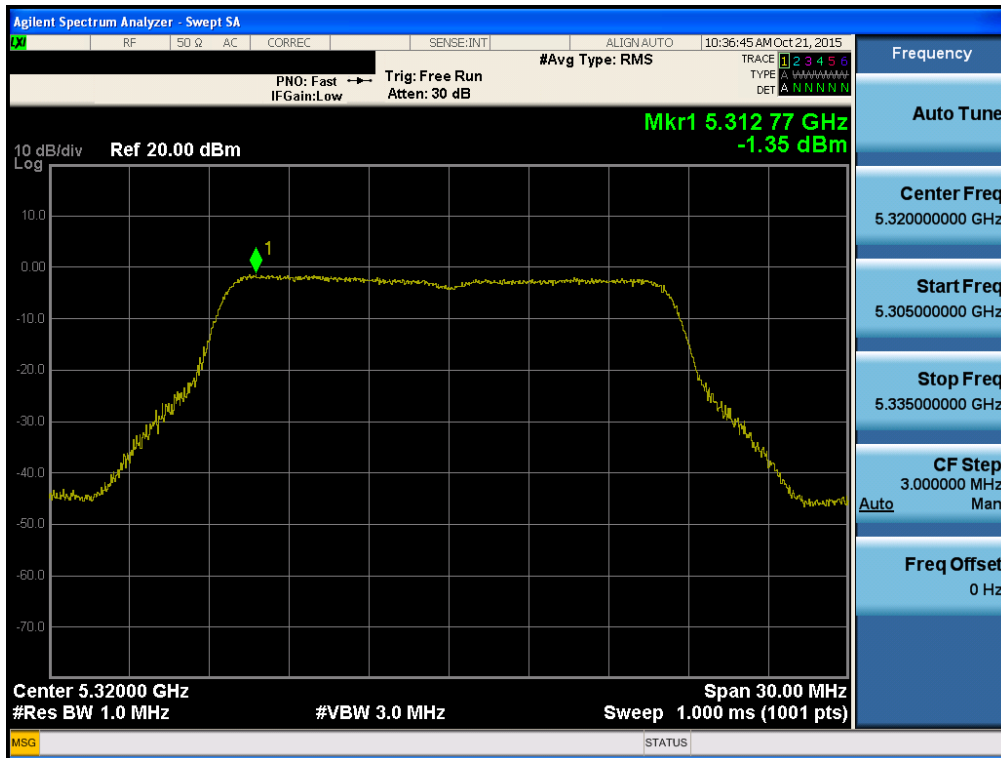 Agilent Spectrum Analyzer - Swept SA
LXI RF 50 Ω AC CORREC SENSE:INT ALIGN AUTO 10:36:45 AM Oct 21, 2015
#Avg Type: RMS TRACE 1 2 3 4 5 6
PNO: Fast Trig: Free Run TYPE A
IFGain:Low Atten: 30 dB DET A N N N N N
Mkr1 5.312 77 GHz
-1.35 dBm
10 dB/div Ref 20.00 dBm
Log
10.0
1
0.00
-10.0
-20.0
-30.0
-40.0
-50.0
-60.0
-70.0
Center 5.32000 GHz Span 30.00 MHz
#Res BW 1.0 MHz #VBW 3.0 MHz Sweep 1.000 ms (1001 pts)
MSG STATUS
Frequency
Auto Tune
Center Freq
5.320000000 GHz
Start Freq
5.305000000 GHz
Stop Freq
5.335000000 GHz
CF Step
3.000000 MHz
Auto Man
Freq Offset
0 Hz